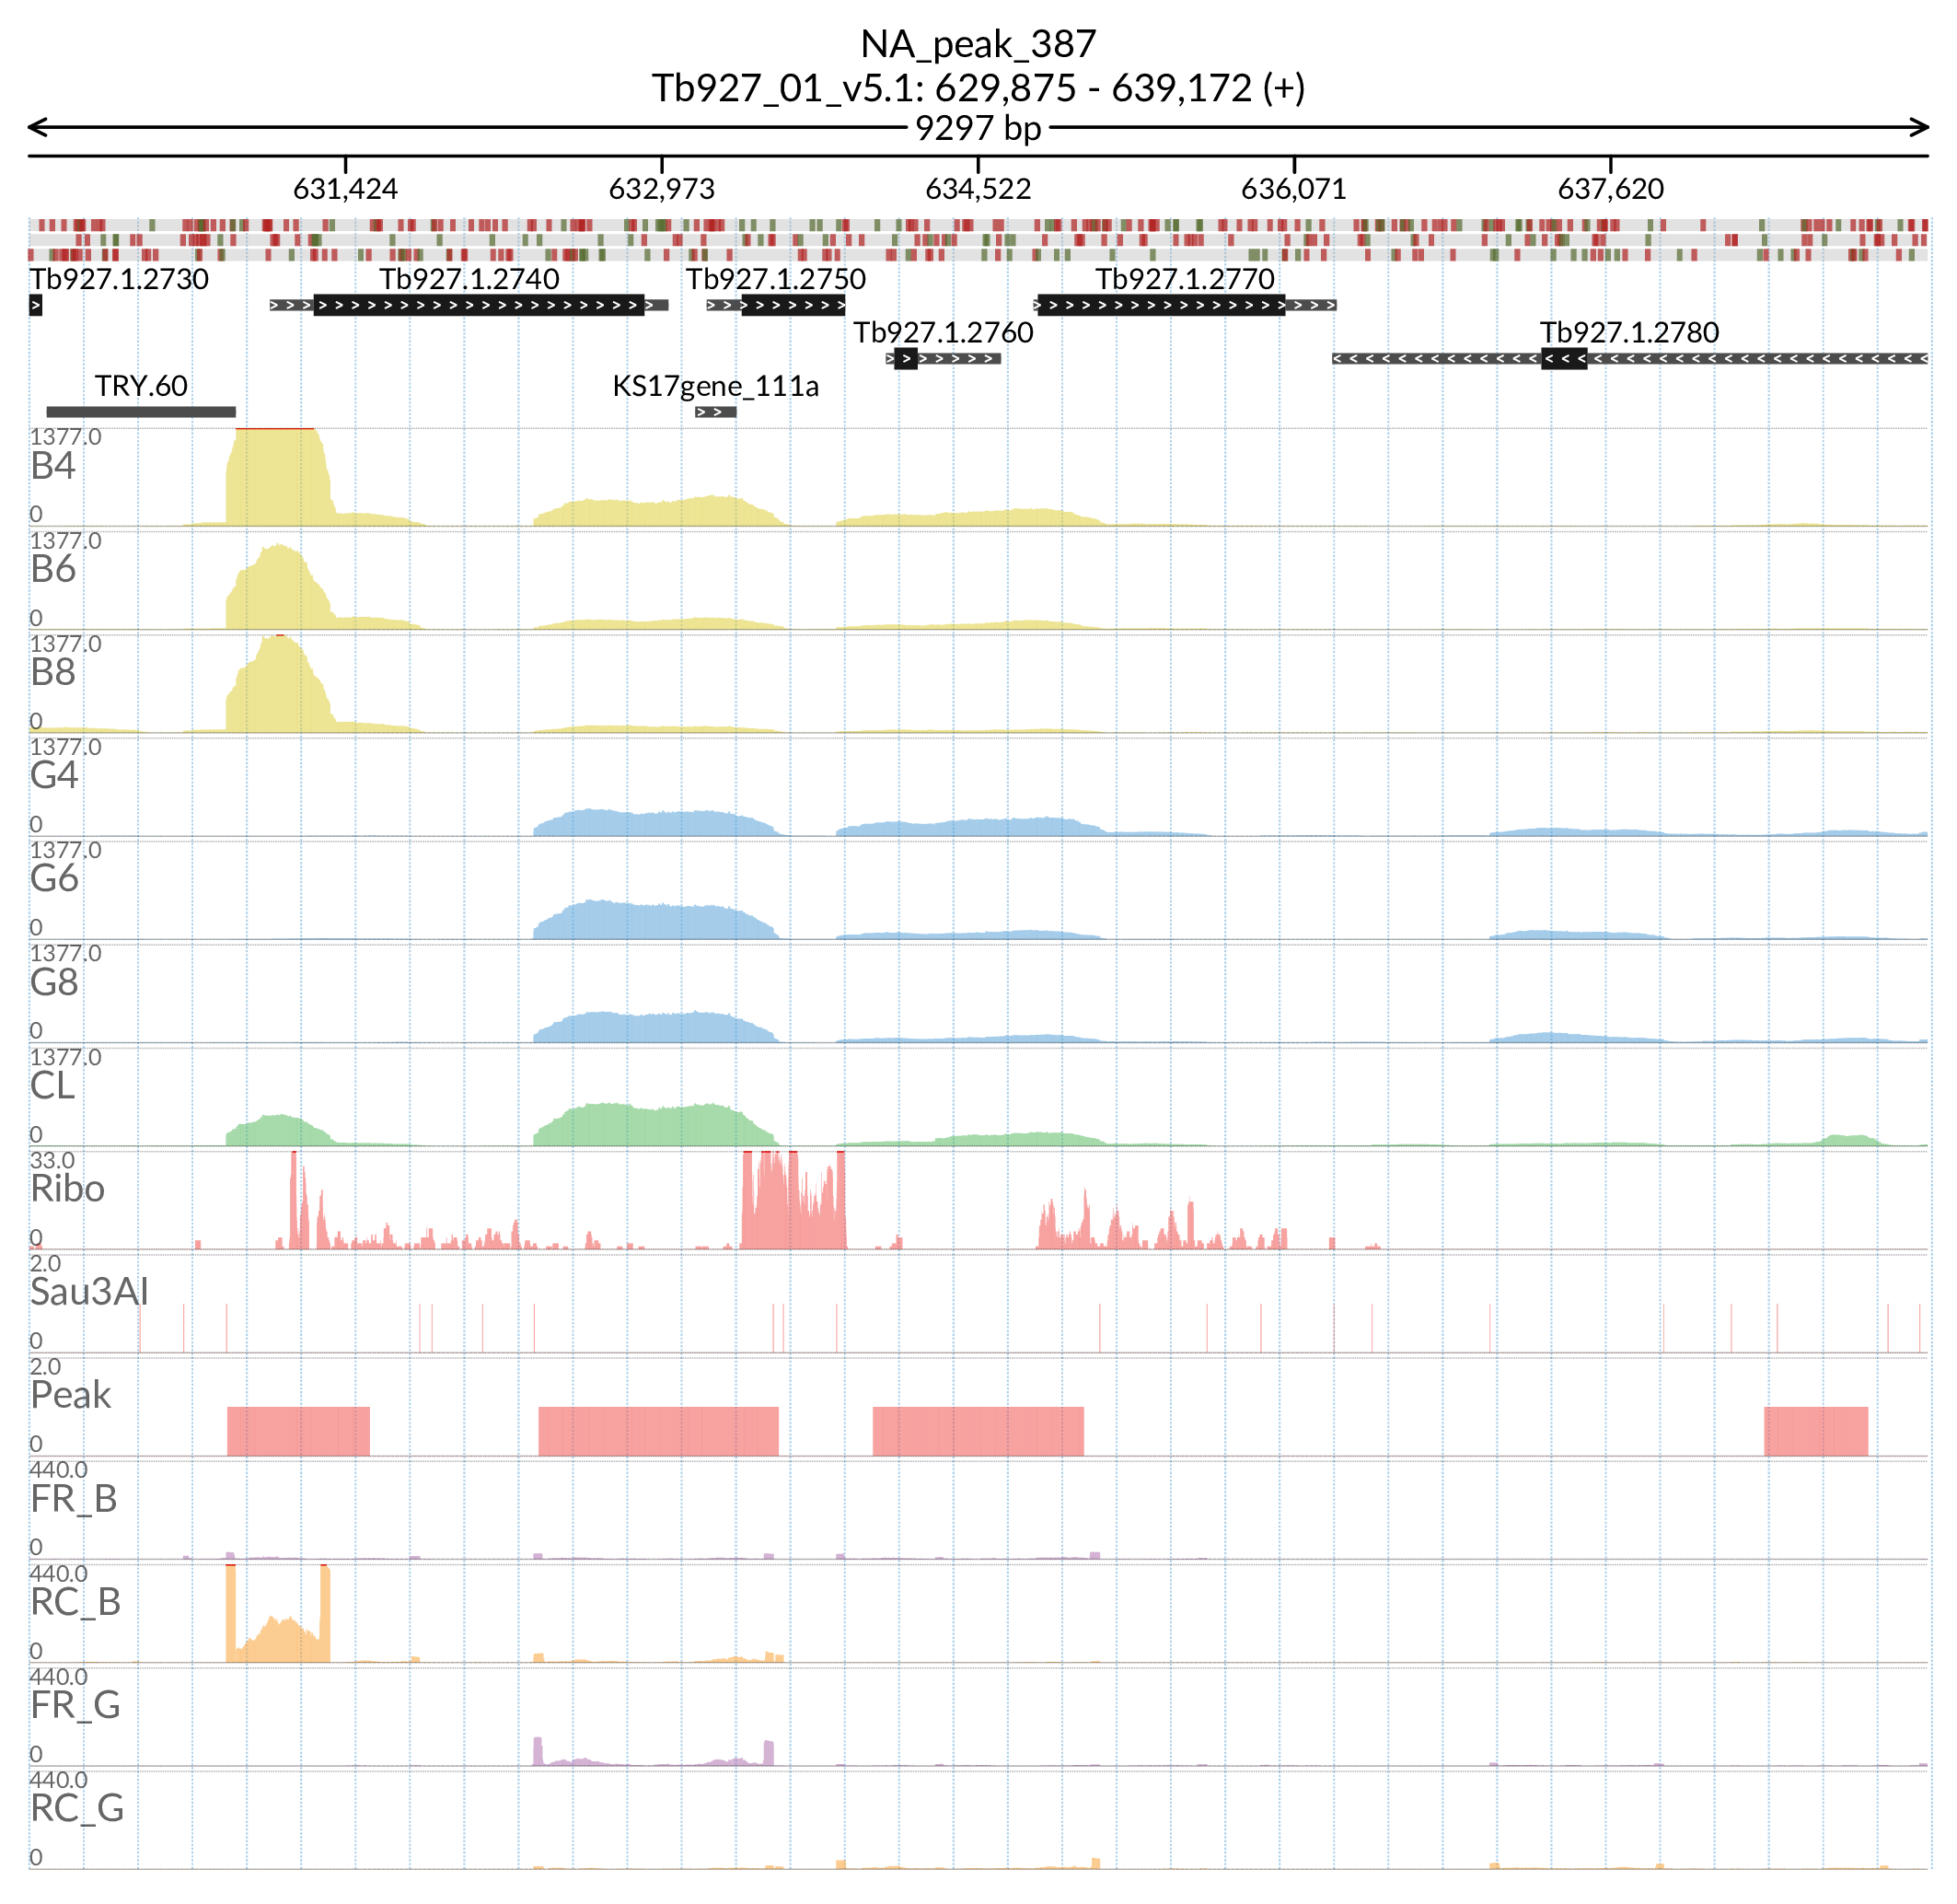 NA_peak_387
Tb927_01_v5.1: 629,875 - 639,172 (+)
9297 bp
631,424 632,973 634,522 636,071 637,620
Tb927.1.2730 Tb927.1.2740 Tb927.1.2750 Tb927.1.2770
Tb927.1.2760 Tb927.1.2780
TRY.60 KS17gene_111a
1377.0
B4
0
1377.0
B6
0
1377.0
B8
0
1377.0
G4
0
1377.0
G6
0
1377.0
G8
0
1377.0
CL
0
33.0
Ribo
0
2.0
Sau3AI
0
2.0
Peak
0
440.0
FR_B
0
440.0
RC_B
0
440.0
FR_G
0
440.0
RC_G
0